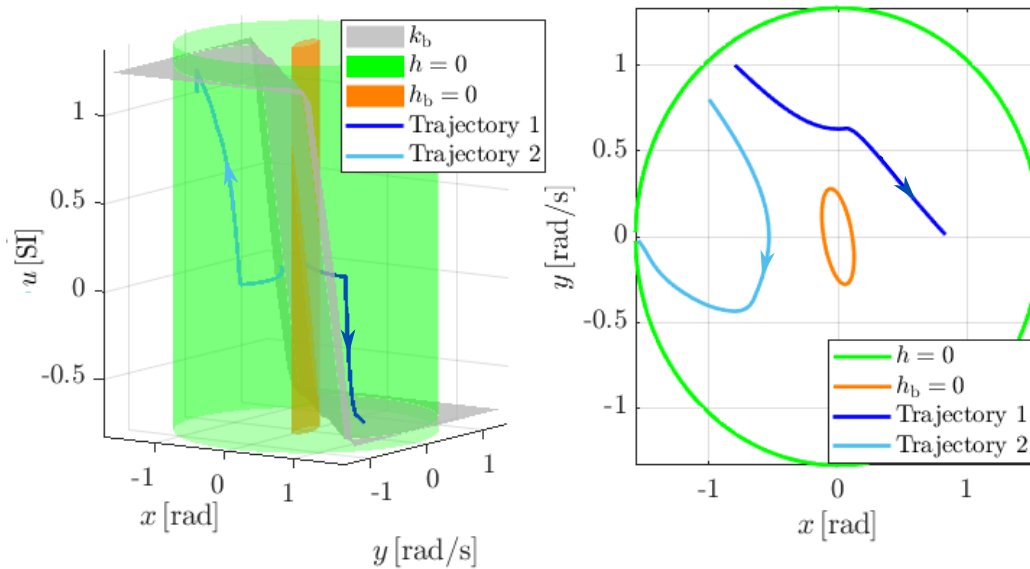 k_b
h = 0
h_b = 0
Trajectory 1
Trajectory 2
1
0.5
0
-0.5
u [SI]
-1
0
1
x [rad]
-1
0
1
y [rad/s]
1
0.5
0
-0.5
-1
y [rad/s]
h = 0
h_b = 0
Trajectory 1
Trajectory 2
-1
0
1
x [rad]